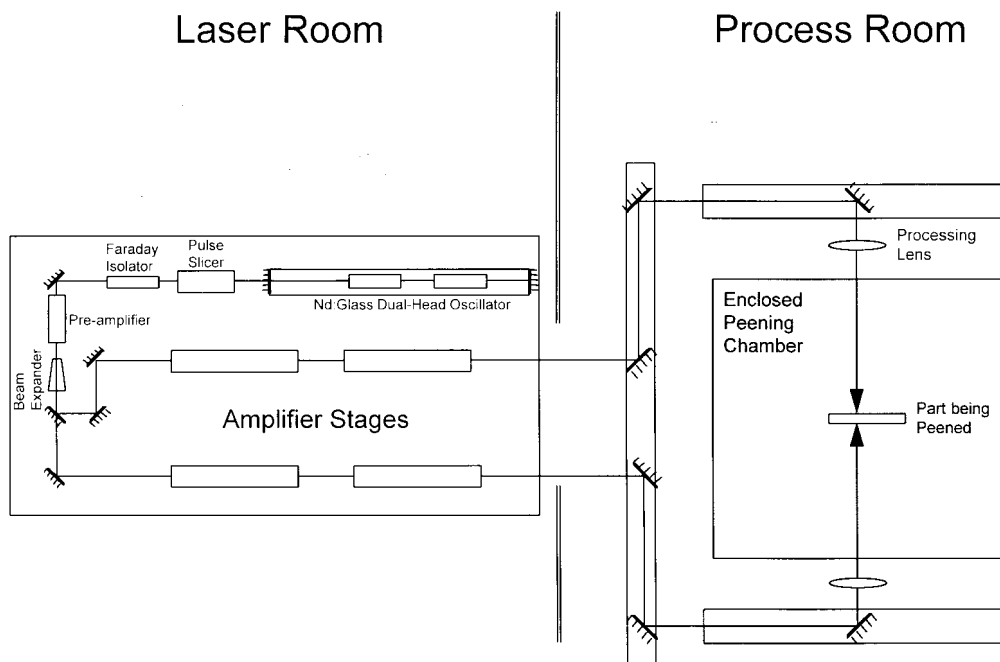 Laser Room
Process Room
Faraday
Isolator
Pulse
Slicer
Nd:Glass Dual-Head Oscillator
Pre-amplifier
Beam
Expander
Amplifier Stages
Processing
Lens
Enclosed
Peening
Chamber
Part being
Peened